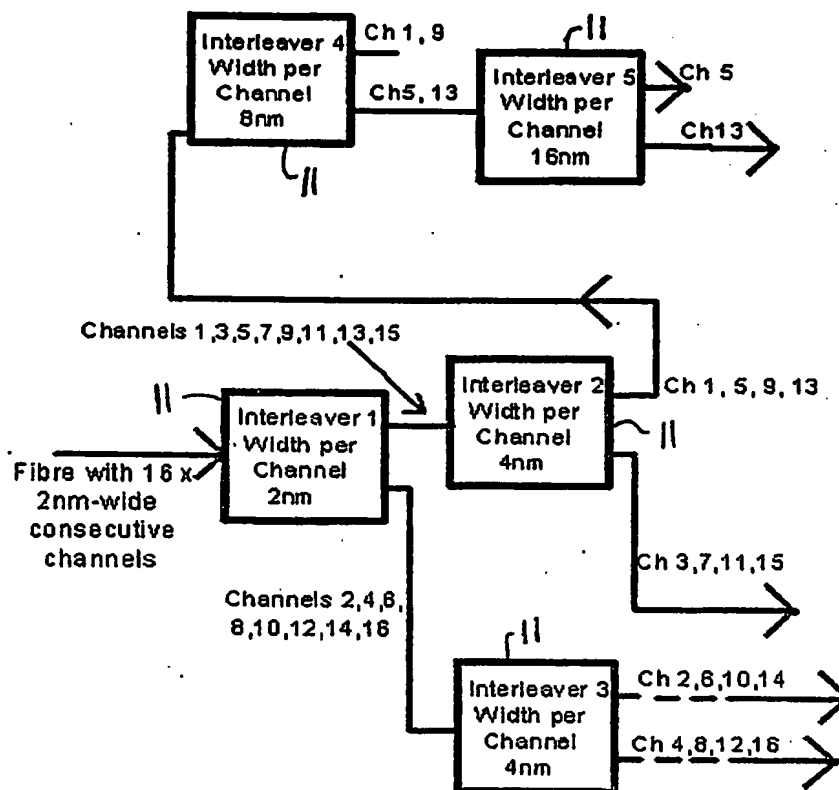 Interleaver 4
Width per
Channel
8nm
11
Ch 1, 9
Ch5, 13
11
Interleaver 5
Width per
Channel
16nm
Ch 5
Ch13
Channels 1,3,5,7,9,11,13,15
11
Interleaver 1
Width per
Channel
2nm
Fibre with 16 x
2nm-wide
consecutive
channels
Interleaver 2
Width per
Channel
4nm
11
Ch 1, 5, 9, 13
Ch 3,7,11,15
Channels 2,4,6,
8,10,12,14,16
11
Interleaver 3
Width per
Channel
4nm
Ch 2,6,10,14
Ch 4,8,12,16